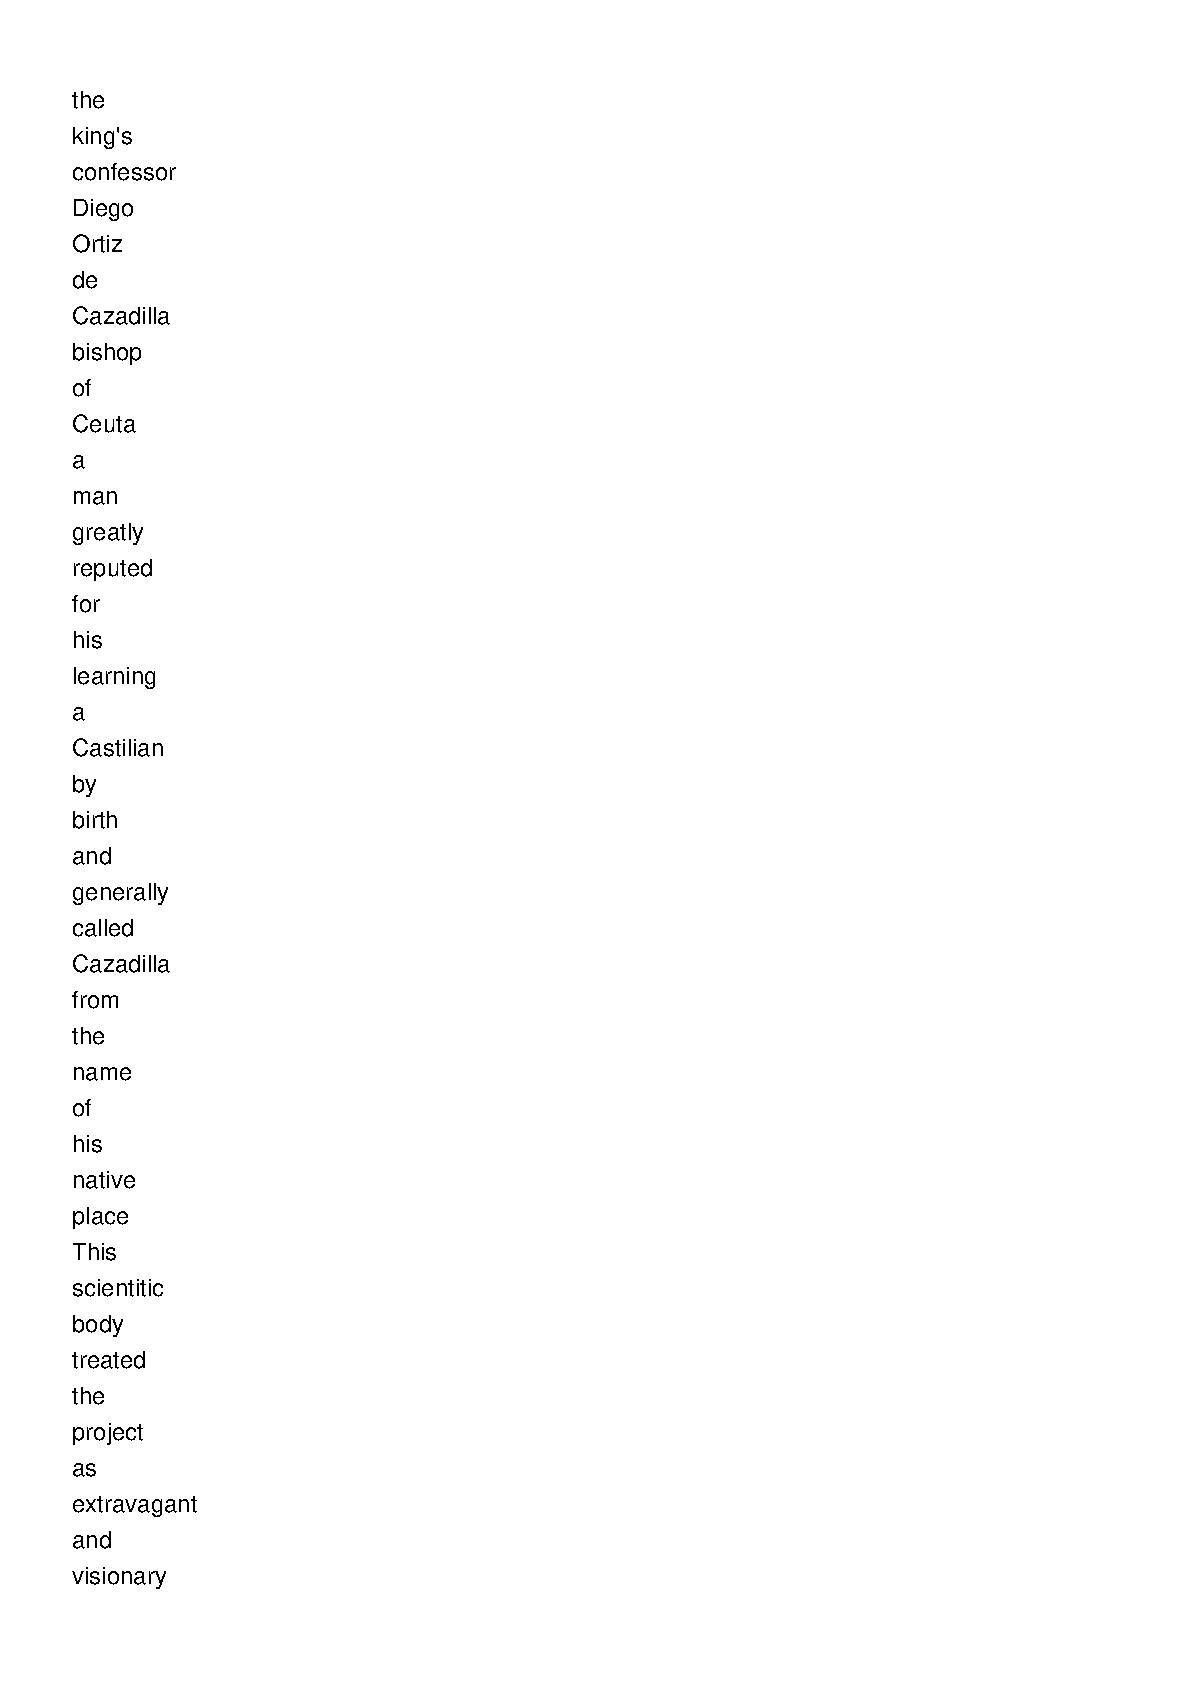 the
king's
confessor
Diego
Ortiz
de
Cazadilla
bishop
of
Ceuta
a
man
greatly
reputed
for
his
learning
a
Castilian
by
birth
and
generally
called
Cazadilla
from
the
name
of
his
native
place
This
scientitic
body
treated
the
project
as
extravagant
and
visionary